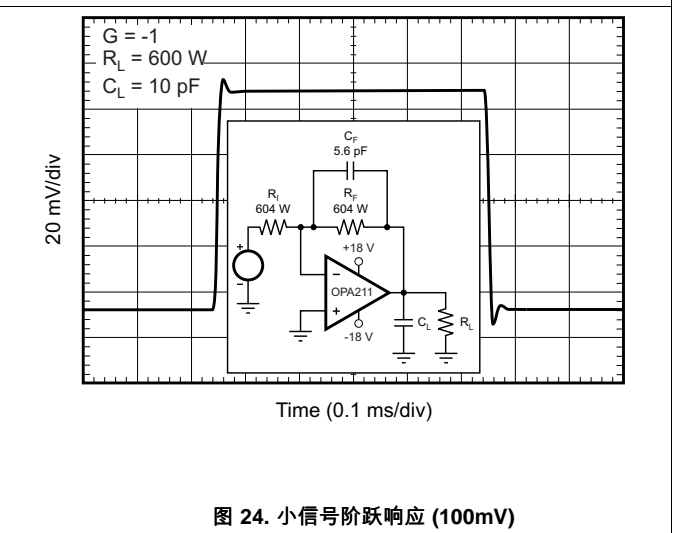 G = -1
R_L = 600 W
C_L = 10 pF
20 mV/div
C_F
5.6 pF
R_I
604 W
R_F
604 W
+
−
+18 V
−
OPA211
+
-18 V
C_L
R_L
Time (0.1 ms/div)
图 24. 小信号阶跃响应 (100mV)